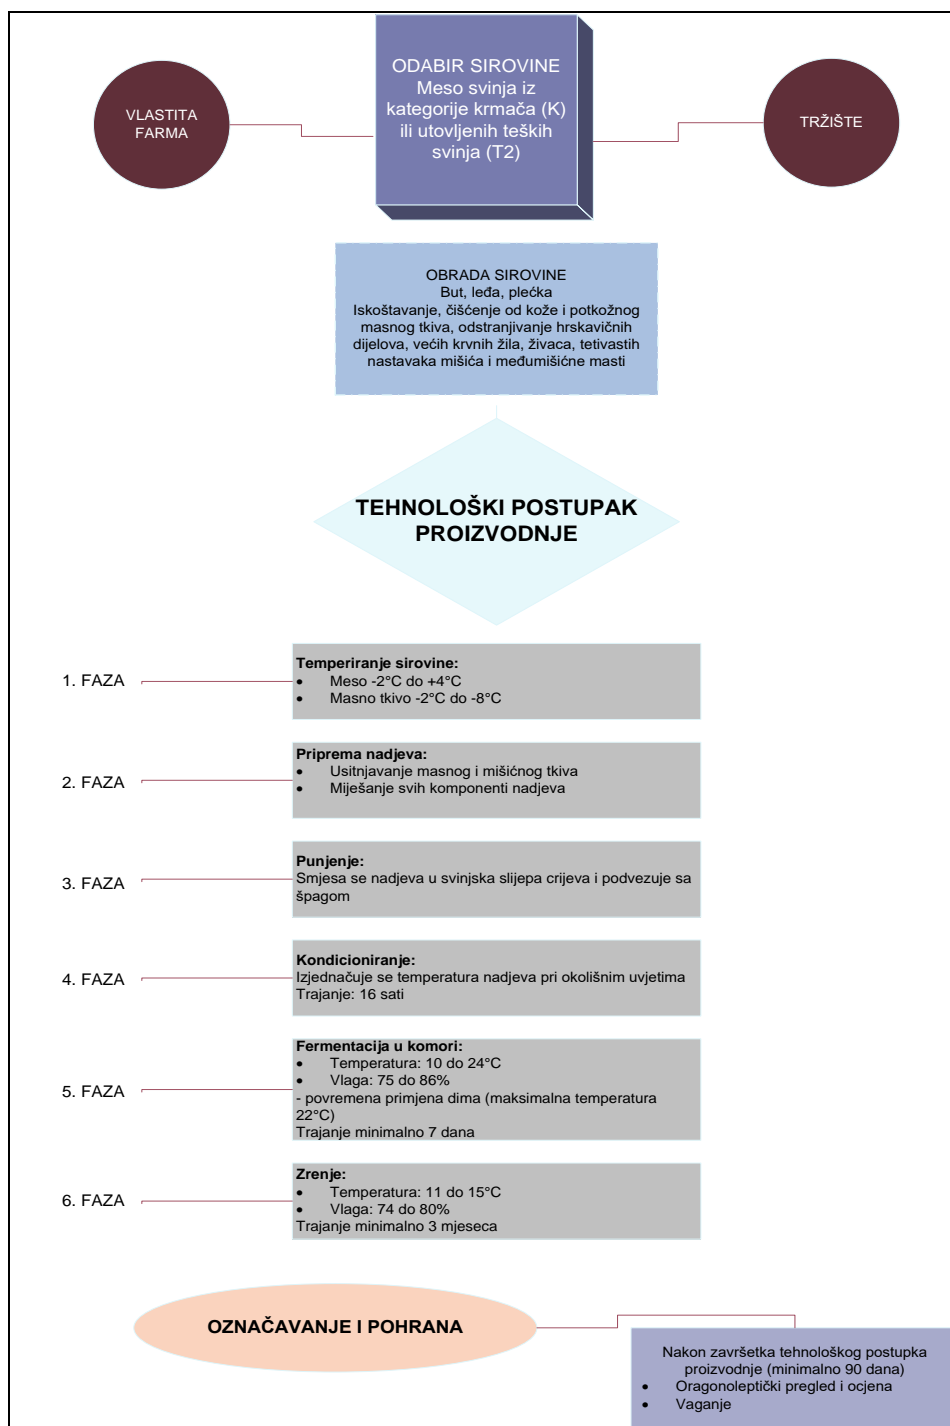 ODABIR SIROVINE
Meso svinja iz
kategorije krmača (K)
ili utovljenih teških
svinja (T2)
VLASTITA
FARMA
TRŽIŠTE
OBRADA SIROVINE
But, leđa, plećka
Iskoštavanje, čišćenje od kože i potkožnog
masnog tkiva, odstranjivanje hrskavičnih
dijelova, većih krvnih žila, živaca, tetivastih
nastavaka mišića i međumišićne masti
TEHNOLOŠKI POSTUPAK
PROIZVODNJE
1. FAZA
Temperiranje sirovine:
• Meso -2°C do +4°C
• Masno tkivo -2°C do -8°C
2. FAZA
Priprema nadjeva:
• Usitnjavanje masnog i mišićnog tkiva
• Miješanje svih komponenti nadjeva
3. FAZA
Punjenje:
Smjesa se nadjeva u svinjska slijepa crijeva i podvezuje sa
špagom
4. FAZA
Kondicioniranje:
Izjednačuje se temperatura nadjeva pri okolišnim uvjetima
Trajanje: 16 sati
5. FAZA
Fermentacija u komori:
• Temperatura: 10 do 24°C
• Vlaga: 75 do 86%
- povremena primjena dima (maksimalna temperatura
22°C)
Trajanje minimalno 7 dana
6. FAZA
Zrenje:
• Temperatura: 11 do 15°C
• Vlaga: 74 do 80%
Trajanje minimalno 3 mjeseca
OZNAČAVANJE I POHRANA
Nakon završetka tehnološkog postupka
proizvodnje (minimalno 90 dana)
• Oragonoleptički pregled i ocjena
• Vaganje